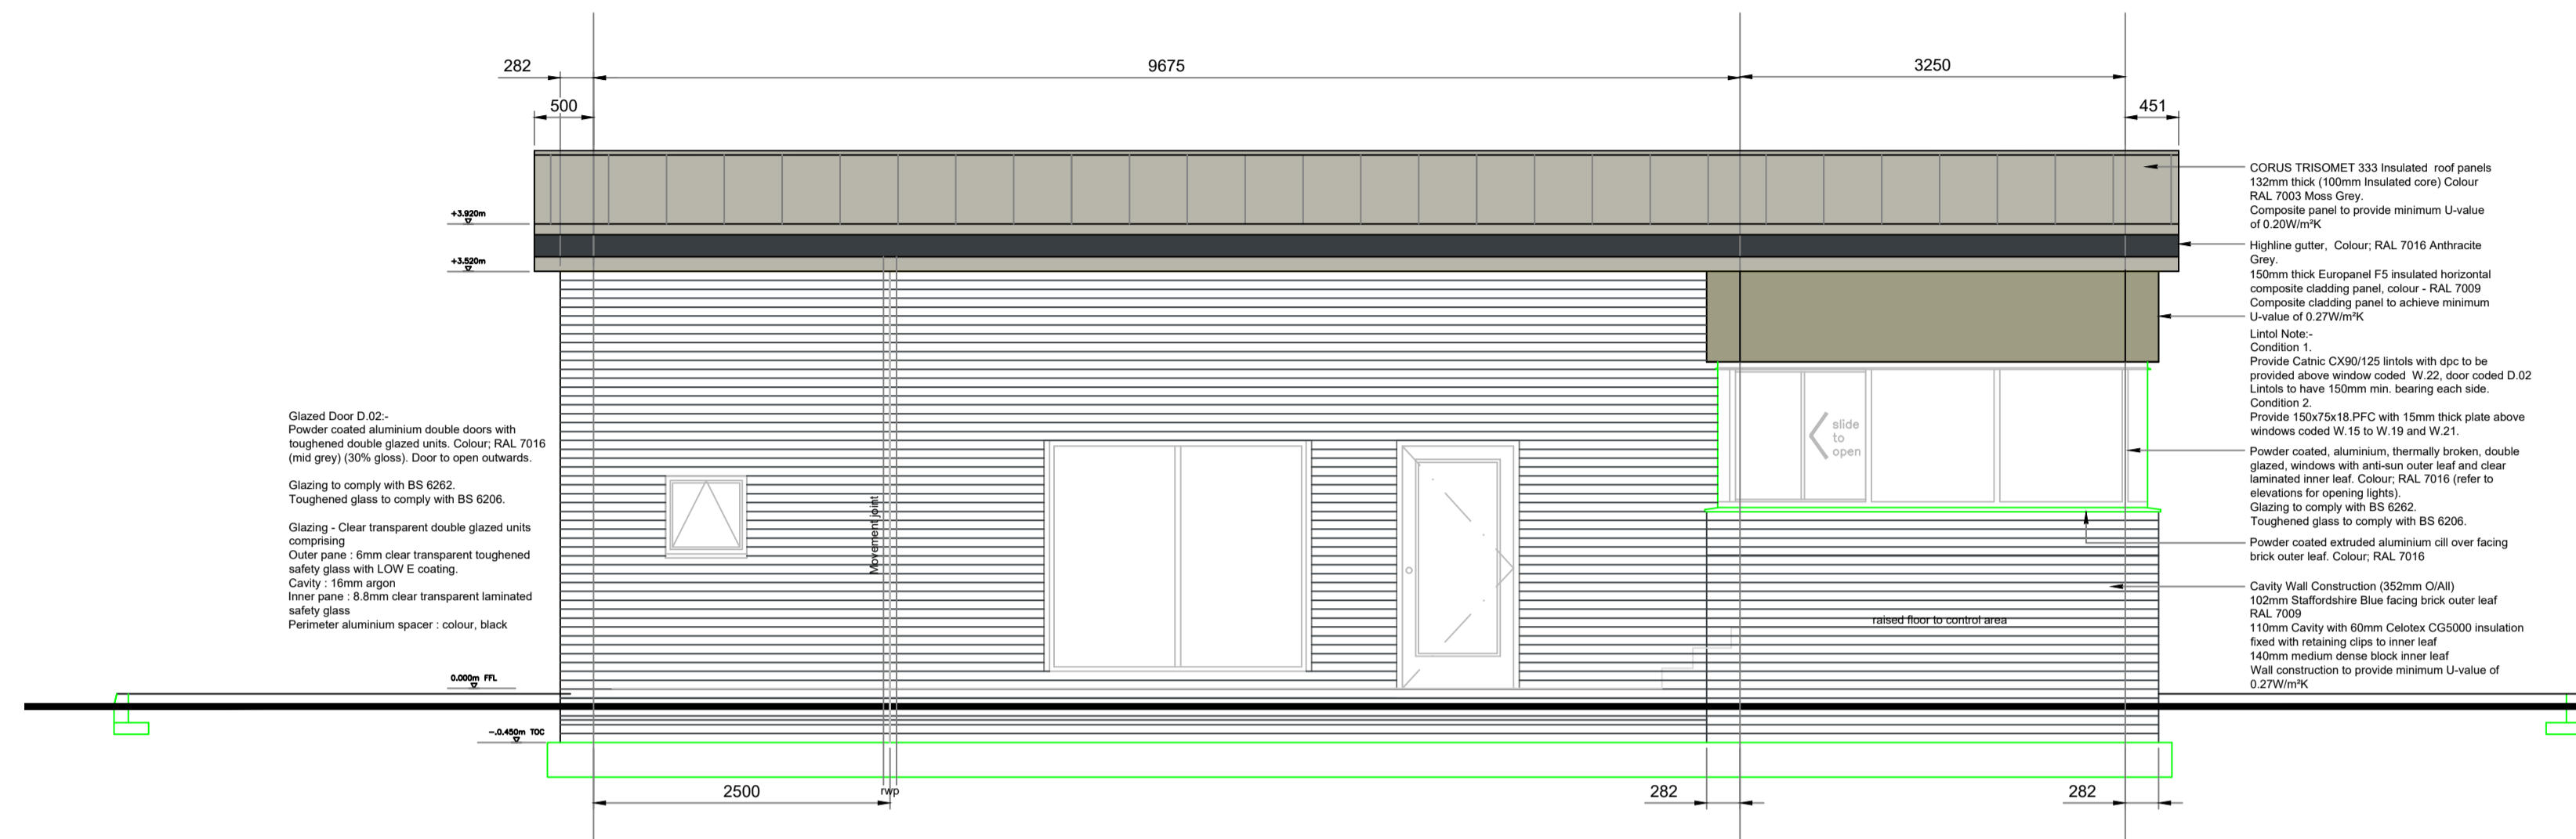 282
9675
3250
500
451
+3.920m
+3.520m
CORUS TRISOMET 333 Insulated roof panels
132mm thick (100mm Insulated core) Colour
RAL 7003 Moss Grey.
Composite panel to provide minimum U-value
of 0.20W/m²K
Highline gutter, Colour; RAL 7016 Anthracite
Grey.
150mm thick Europanel F5 insulated horizontal
composite cladding panel, colour - RAL 7009
Composite cladding panel to achieve minimum
U-value of 0.27W/m²K
Lintol Note:-
Condition 1.
Provide Catnic CX90/125 lintols with dpc to be
provided above window coded W.22, door coded D.02
Lintols to have 150mm min. bearing each side.
Condition 2.
Provide 150x75x18.PFC with 15mm thick plate above
windows coded W.15 to W.19 and W.21.
Powder coated, aluminium, thermally broken, double
glazed, windows with anti-sun outer leaf and clear
laminated inner leaf. Colour; RAL 7016 (refer to
elevations for opening lights).
Glazing to comply with BS 6262.
Toughened glass to comply with BS 6206.
Powder coated extruded aluminium cill over facing
brick outer leaf. Colour; RAL 7016
Cavity Wall Construction (352mm O/All)
102mm Staffordshire Blue facing brick outer leaf
RAL 7009
110mm Cavity with 60mm Celotex CG5000 insulation
fixed with retaining clips to inner leaf
140mm medium dense block inner leaf
Wall construction to provide minimum U-value of
0.27W/m²K
Glazed Door D.02:-
Powder coated aluminium double doors with
toughened double glazed units. Colour; RAL 7016
(mid grey) (30% gloss). Door to open outwards.
Glazing to comply with BS 6262.
Toughened glass to comply with BS 6206.
Glazing - Clear transparent double glazed units
comprising
Outer pane : 6mm clear transparent toughened
safety glass with LOW E coating.
Cavity : 16mm argon
Inner pane : 8.8mm clear transparent laminated
safety glass
Perimeter aluminium spacer : colour, black
slide
to
open
Movement joint
raised floor to control area
0.000m FFL
-.0.450m TOC
2500
rwp
282
282